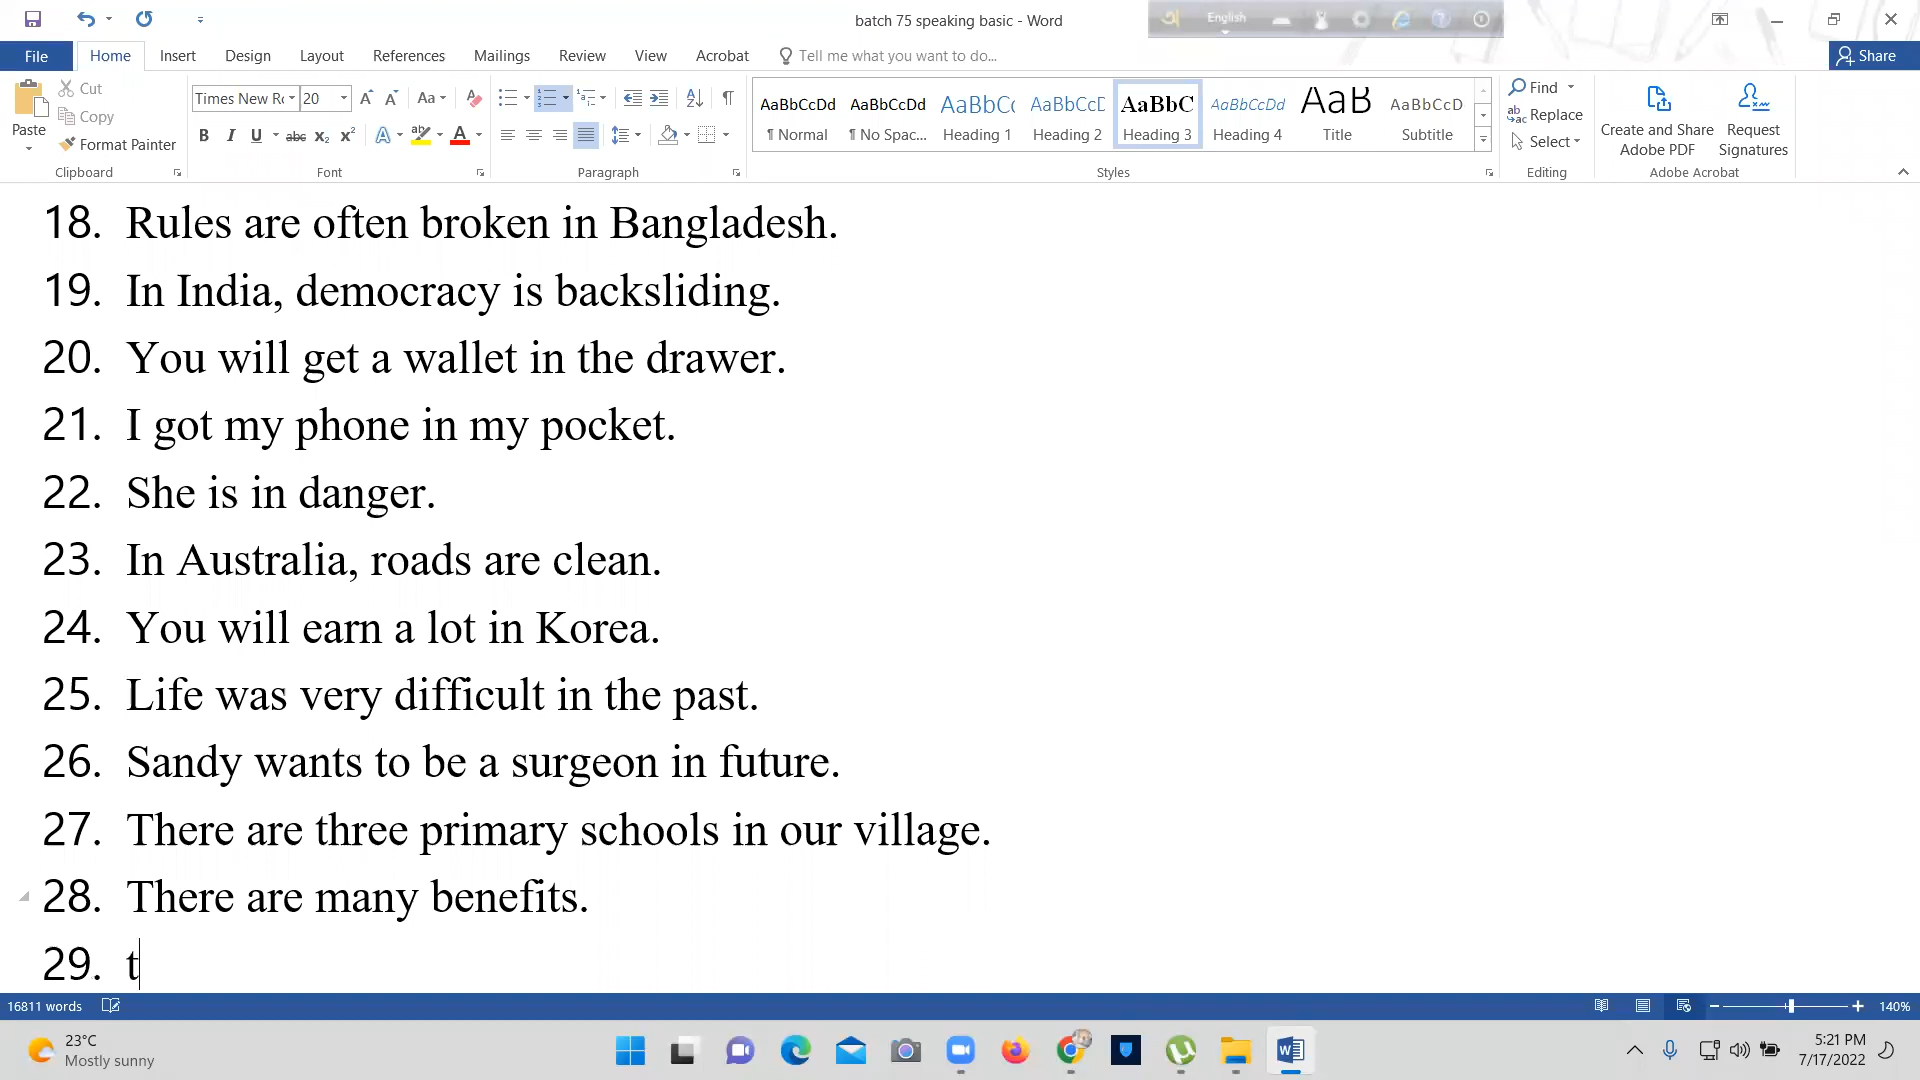 batch 75 speaking basic - Word
English
File Home Insert Design Layout References Mailings Review View Acrobat Tell me what you want to do... Share
Paste
Cut
Copy
Format Painter
Clipboard
Times New Rc 20
Aa
B I U abc x₂ x² A ab A
Font
Paragraph
AaBbCcDd AaBbCcDd AaBbC AaBbCcD AaBbC AaBbCcDd AaB AaBbCcD
¶ Normal ¶ No Spac... Heading 1 Heading 2 Heading 3 Heading 4 Title Subtitle
Styles
Find
Replace
Select
Editing
Create and Share
Adobe PDF
Request
Signatures
Adobe Acrobat
18. Rules are often broken in Bangladesh.
19. In India, democracy is backsliding.
20. You will get a wallet in the drawer.
21. I got my phone in my pocket.
22. She is in danger.
23. In Australia, roads are clean.
24. You will earn a lot in Korea.
25. Life was very difficult in the past.
26. Sandy wants to be a surgeon in future.
27. There are three primary schools in our village.
28. There are many benefits.
29. t
16811 words
140%
23°C
Mostly sunny
5:21 PM
7/17/2022